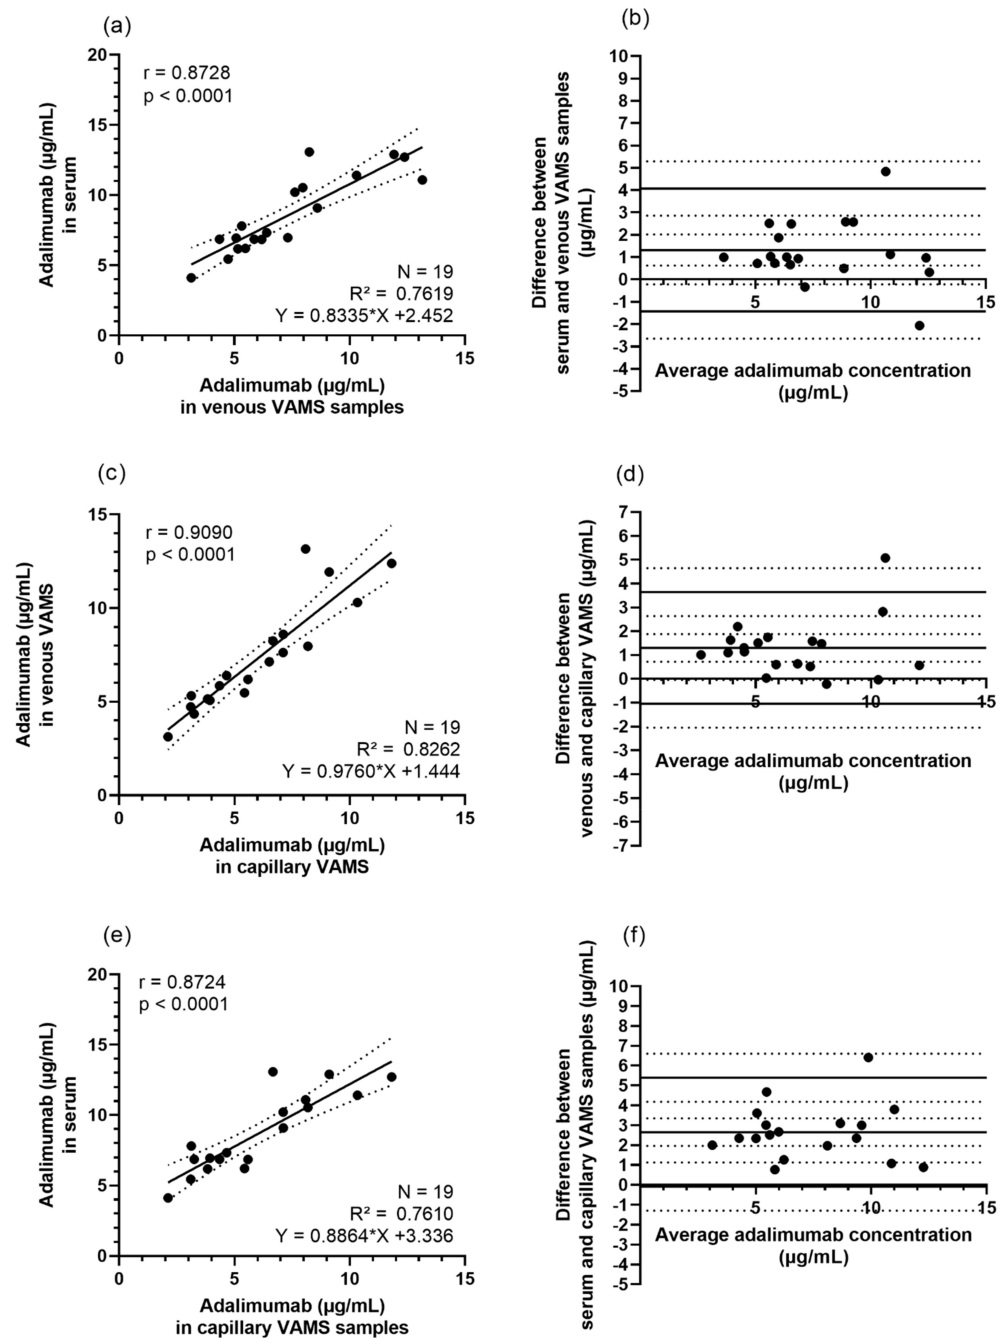 (a)
20
15
10
5
0
0
5
10
15
r = 0.8728
p < 0.0001
N = 19
R² = 0.7619
Y = 0.8335*X +2.452
Adalimumab (µg/mL)
in serum
Adalimumab (µg/mL)
in venous VAMS samples
(b)
10
9
8
7
6
5
4
3
2
1
0
-1
-2
-3
-4
-5
5
10
15
Difference between
serum and venous VAMS samples
(µg/mL)
Average adalimumab concentration
(µg/mL)
(c)
15
10
5
0
0
5
10
15
r = 0.9090
p < 0.0001
N = 19
R² = 0.8262
Y = 0.9760*X +1.444
Adalimumab (µg/mL)
in venous VAMS
Adalimumab (µg/mL)
in capillary VAMS
(d)
7
6
5
4
3
2
1
0
-1
-2
-3
-4
-5
-6
-7
5
10
15
Difference between
venous and capillary VAMS (µg/mL)
Average adalimumab concentration
(µg/mL)
(e)
20
15
10
5
0
0
5
10
15
r = 0.8724
p < 0.0001
N = 19
R² = 0.7610
Y = 0.8864*X +3.336
Adalimumab (µg/mL)
in serum
Adalimumab (µg/mL)
in capillary VAMS samples
(f)
10
9
8
7
6
5
4
3
2
1
0
-1
-2
-3
-4
-5
5
10
15
Difference between
serum and capillary VAMS samples (µg/mL)
Average adalimumab concentration
(µg/mL)